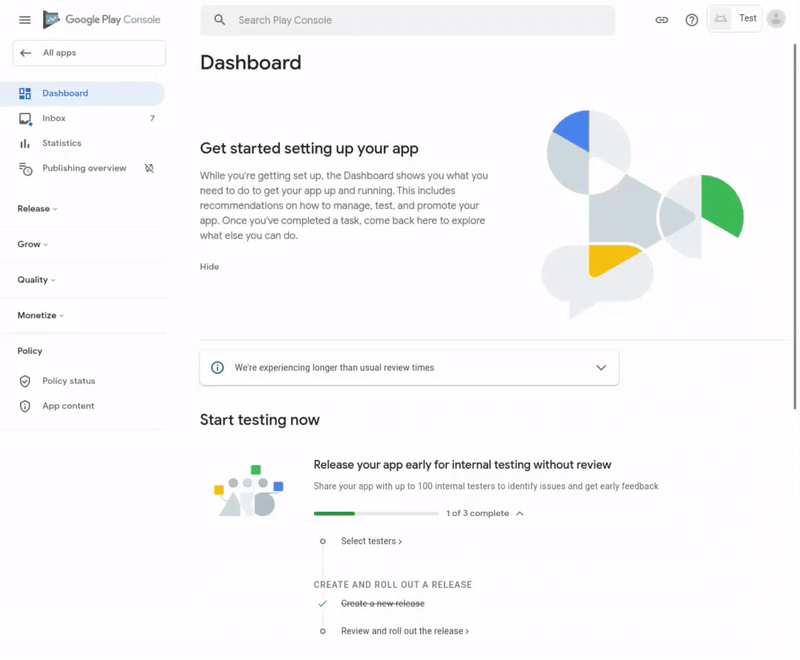 Google Play Console
Search Play Console
Test
All apps
Dashboard
Inbox
7
Statistics
Publishing overview
Release
Grow
Quality
Monetize
Policy
Policy status
App content
Dashboard
Get started setting up your app
While you're getting set up, the Dashboard shows you what you
need to do to get your app up and running. This includes
recommendations on how to manage, test, and promote your
app. Once you've completed a task, come back here to explore
what else you can do.
Hide
We're experiencing longer than usual review times
Start testing now
Release your app early for internal testing without review
Share your app with up to 100 internal testers to identify issues and get early feedback
1 of 3 complete
Select testers
CREATE AND ROLL OUT A RELEASE
Create a new release
Review and roll out the release